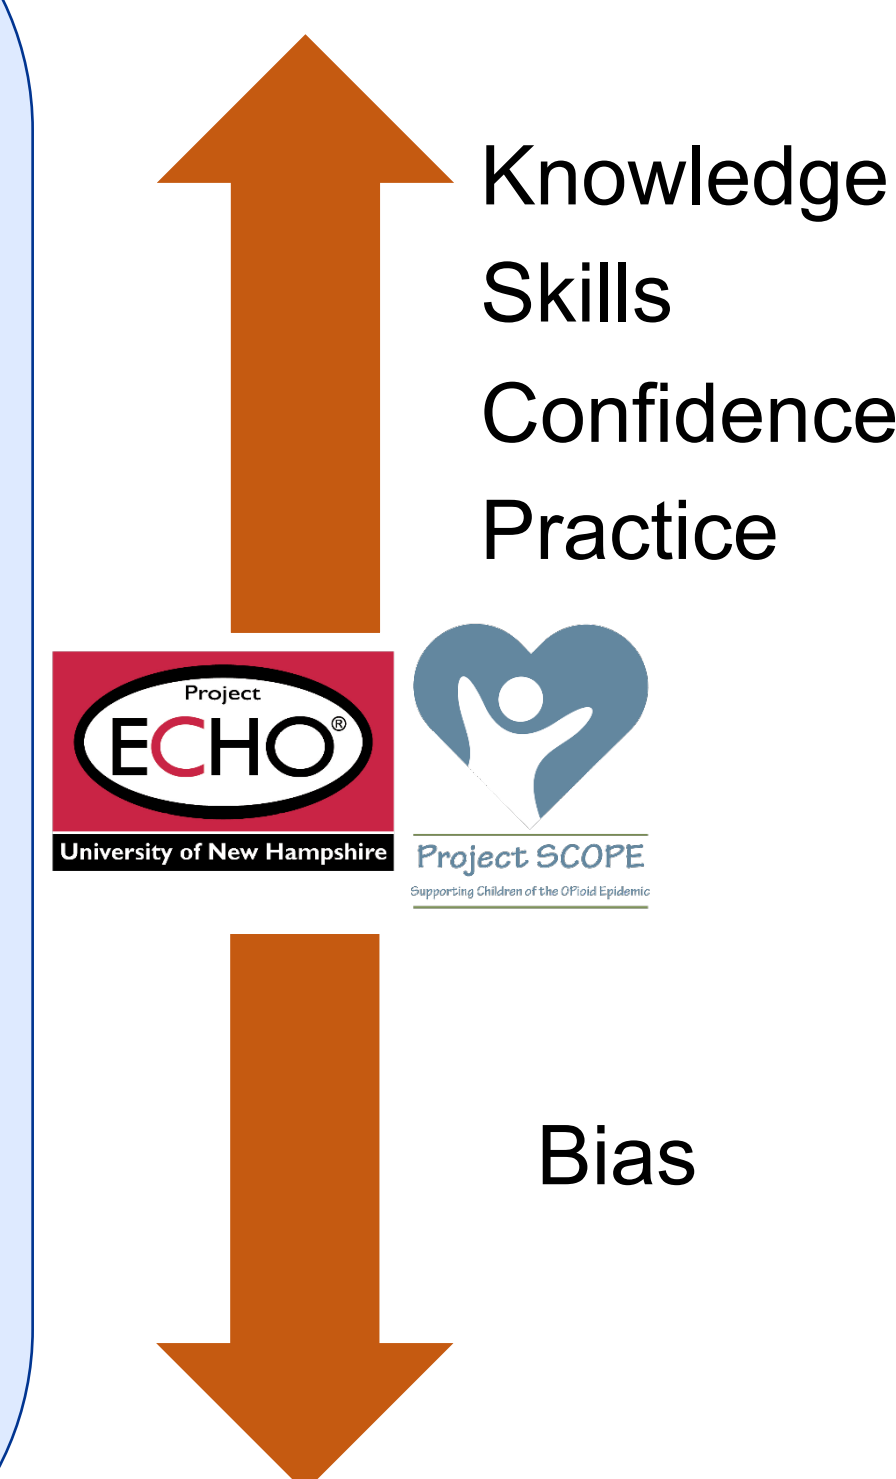 Knowledge
Skills
Confidence
Practice
Project
ECHO®
University of New Hampshire
Project SCOPE
Supporting Children of the OPioid Epidemic
Bias